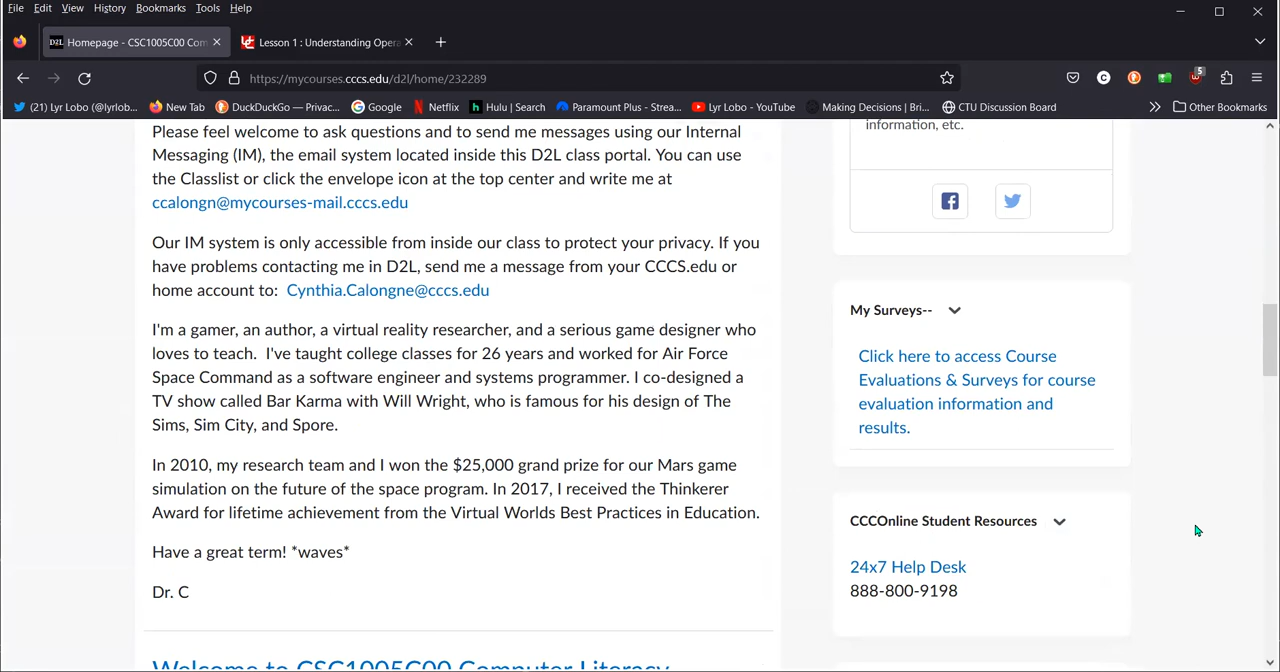 File Edit View History Bookmarks Tools Help
D2L Homepage - CSC1005C00 Com
Lesson 1 : Understanding Opera
https://mycourses.cccs.edu/d2l/home/232289
5
(21) Lyr Lobo (@lyrlob...
New Tab
DuckDuckGo — Privac...
Google
Netflix
Hulu | Search
Paramount Plus - Strea...
Lyr Lobo - YouTube
Making Decisions | Bri...
CTU Discussion Board
Other Bookmarks
Please feel welcome to ask questions and to send me messages using our Internal
Messaging (IM), the email system located inside this D2L class portal. You can use
the Classlist or click the envelope icon at the top center and write me at
ccalongn@mycourses-mail.cccs.edu
Our IM system is only accessible from inside our class to protect your privacy. If you
have problems contacting me in D2L, send me a message from your CCCS.edu or
home account to: Cynthia.Calongne@cccs.edu
I'm a gamer, an author, a virtual reality researcher, and a serious game designer who
loves to teach. I've taught college classes for 26 years and worked for Air Force
Space Command as a software engineer and systems programmer. I co-designed a
TV show called Bar Karma with Will Wright, who is famous for his design of The
Sims, Sim City, and Spore.
In 2010, my research team and I won the $25,000 grand prize for our Mars game
simulation on the future of the space program. In 2017, I received the Thinkerer
Award for lifetime achievement from the Virtual Worlds Best Practices in Education.
Have a great term! *waves*
Dr. C
Welcome to CSC1005C00 Computer Literacy
information, etc.
My Surveys--
Click here to access Course
Evaluations & Surveys for course
evaluation information and
results.
CCCOnline Student Resources
24x7 Help Desk
888-800-9198